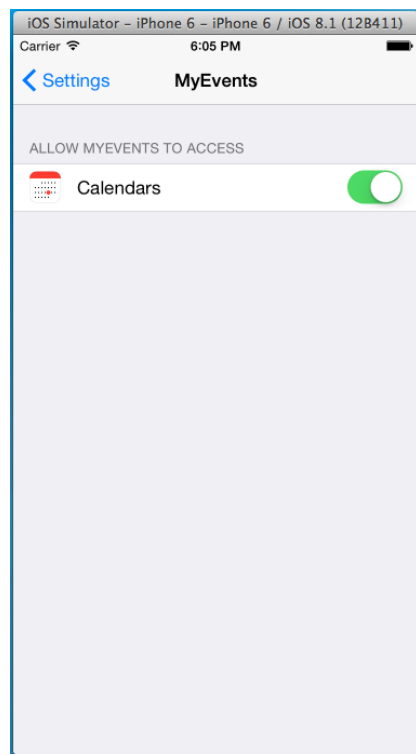 iOS Simulator - iPhone 6 - iPhone 6 / iOS 8.1 (12B411)
Carrier 6:05 PM
Settings MyEvents
ALLOW MYEVENTS TO ACCESS
Calendars